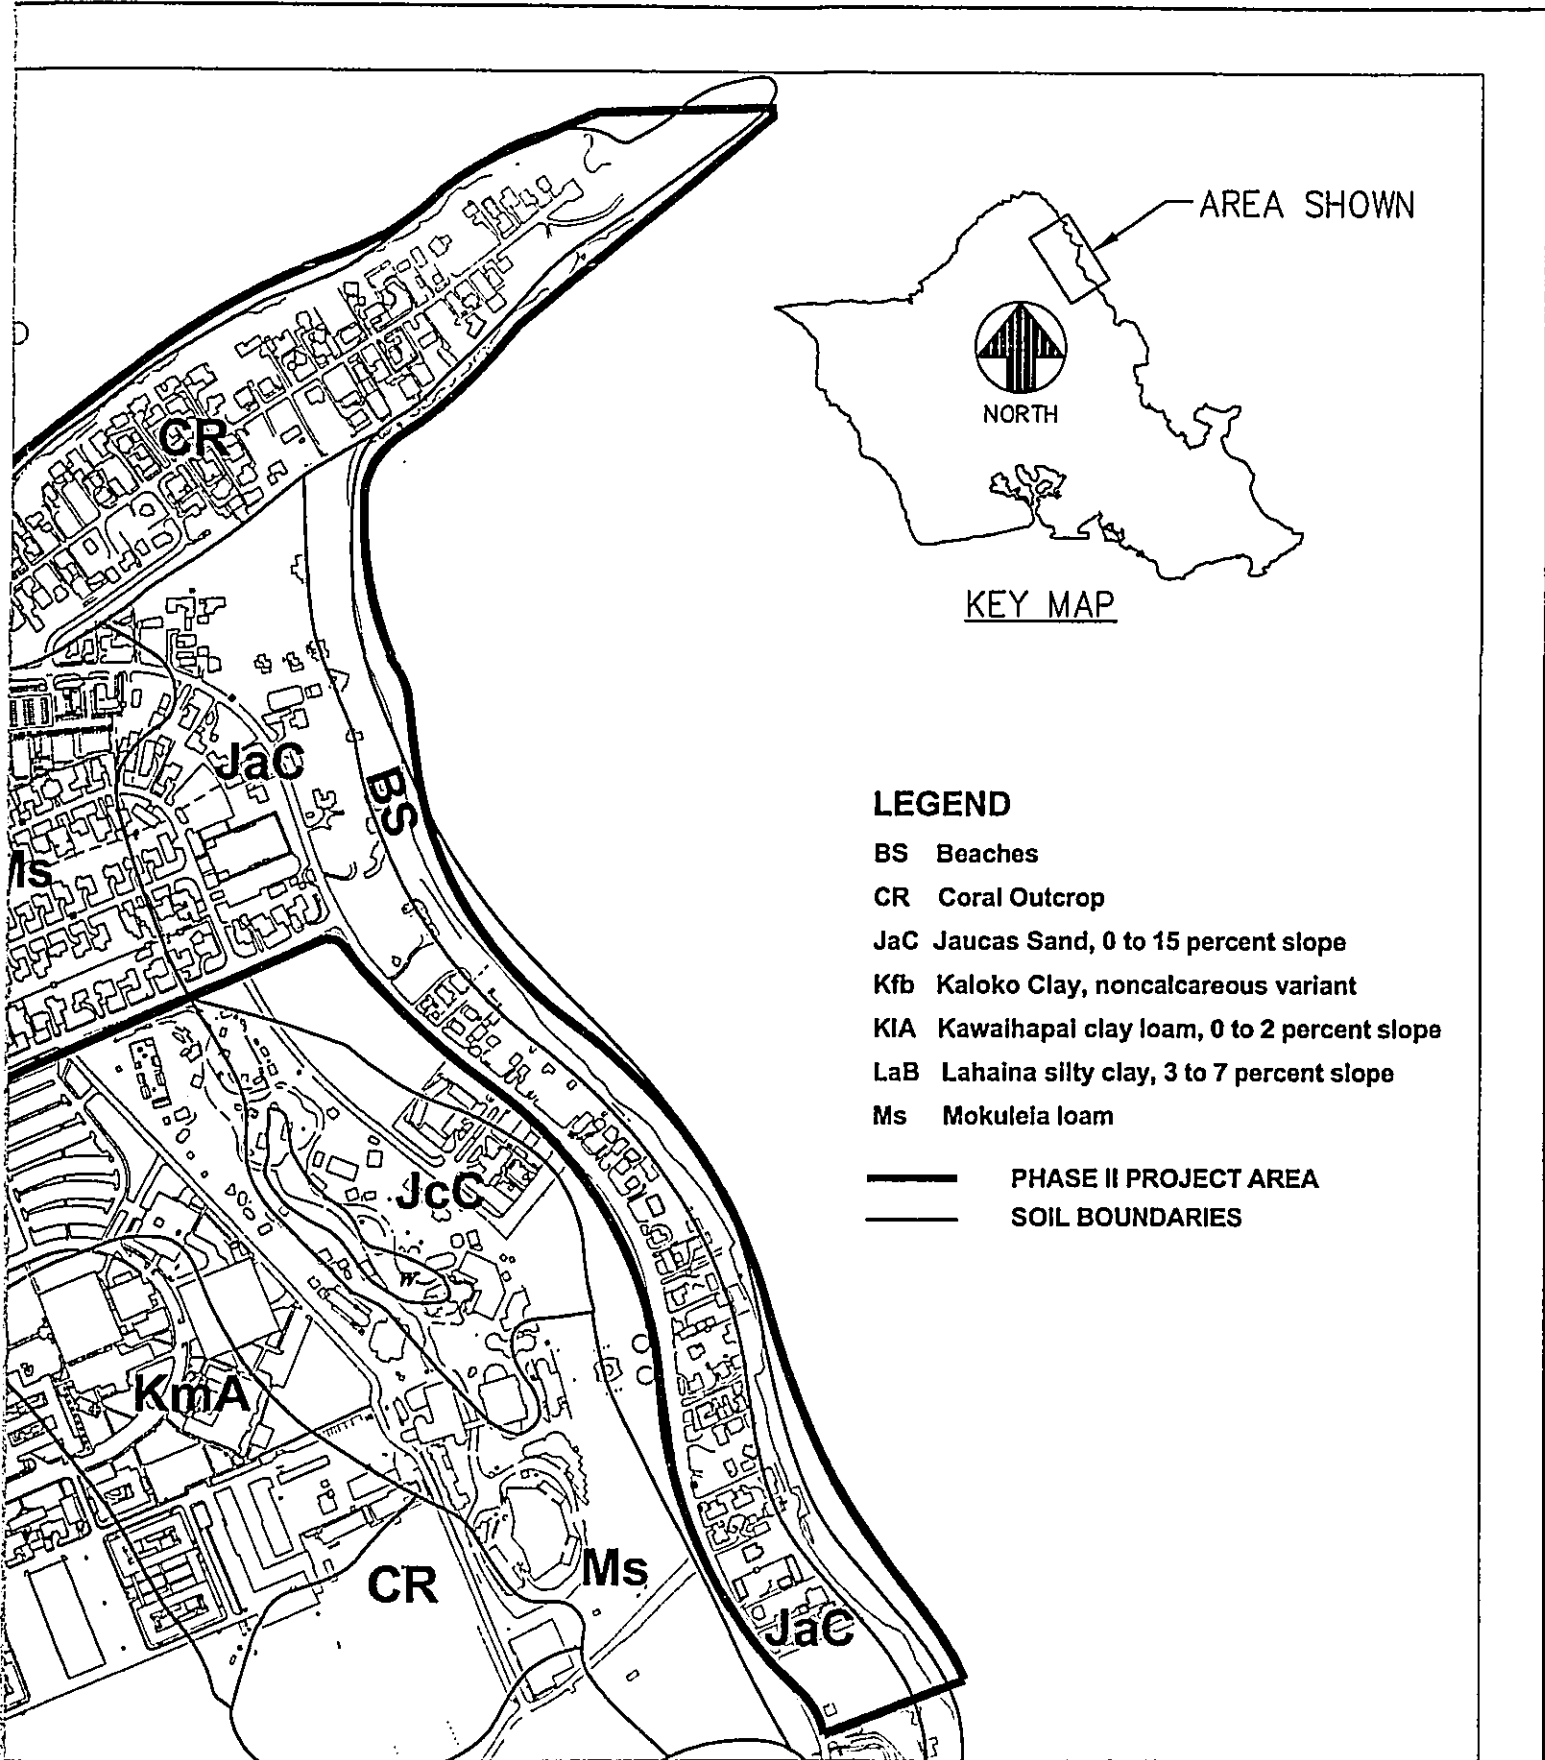 AREA SHOWN
NORTH
KEY MAP
CR
JaC
BS
Ms
JcC
W
KmA
CR
Ms
JaC
LEGEND
BS Beaches
CR Coral Outcrop
JaC Jaucas Sand, 0 to 15 percent slope
Kfb Kaloko Clay, noncalcareous variant
KIA Kawaihapai clay loam, 0 to 2 percent slope
LaB Lahaina silty clay, 3 to 7 percent slope
Ms Mokuleia loam
PHASE II PROJECT AREA
SOIL BOUNDARIES